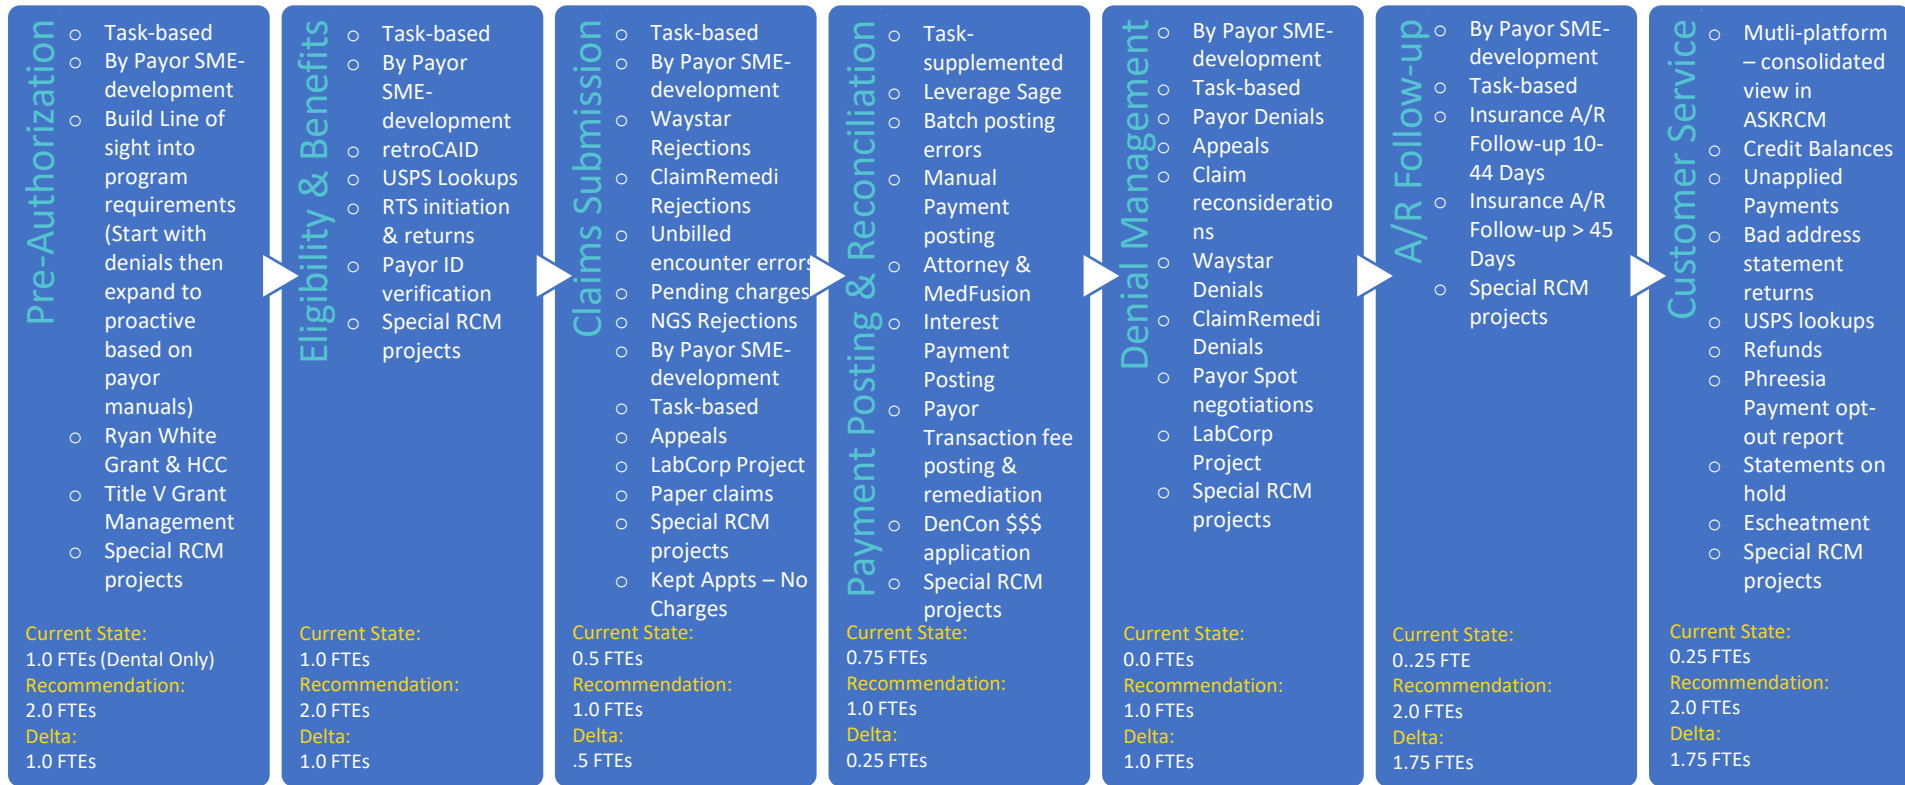 Pre-Authorization
o Task-based
o By Payor SME-
development
o Build Line of
sight into
program
requirements
(Start with
denials then
expand to
proactive
based on
payor
manuals)
o Ryan White
Grant & HCC
o Title V Grant
Management
o Special RCM
projects
Current State:
1.0 FTEs (Dental Only)
Recommendation:
2.0 FTEs
Delta:
1.0 FTEs
Eligibility & Benefits
o Task-based
o By Payor
SME-
development
o retroCAID
o USPS Lookups
o RTS initiation
& returns
o Payor ID
verification
o Special RCM
projects
Current State:
1.0 FTEs
Recommendation:
2.0 FTEs
Delta:
1.0 FTEs
Claims Submission
o Task-based
o By Payor SME-
development
o Waystar
Rejections
o ClaimRemedi
Rejections
o Unbilled
encounter errors
o Pending charges
o NGS Rejections
o By Payor SME-
development
o Task-based
o Appeals
o LabCorp Project
o Paper claims
o Special RCM
projects
o Kept Appts – No
Charges
Current State:
0.5 FTEs
Recommendation:
1.0 FTEs
Delta:
.5 FTEs
Payment Posting & Reconciliation
o Task-
supplemented
o Leverage Sage
o Batch posting
errors
o Manual
Payment
posting
o Attorney &
MedFusion
o Interest
Payment
Posting
o Payor
Transaction fee
posting &
remediation
o DenCon $$$
application
o Special RCM
projects
Current State:
0.75 FTEs
Recommendation:
1.0 FTEs
Delta:
0.25 FTEs
Denial Management
o By Payor SME-
development
o Task-based
o Payor Denials
o Appeals
o Claim
reconsideratio
ns
o Waystar
Denials
o ClaimRemedi
Denials
o Payor Spot
negotiations
o LabCorp
Project
o Special RCM
projects
Current State:
0.0 FTEs
Recommendation:
1.0 FTEs
Delta:
1.0 FTEs
A/R Follow-up
o By Payor SME-
development
o Task-based
o Insurance A/R
Follow-up 10-
44 Days
o Insurance A/R
Follow-up > 45
Days
o Special RCM
projects
Current State:
0..25 FTE
Recommendation:
2.0 FTEs
Delta:
1.75 FTEs
Customer Service
o Mutli-platform
– consolidated
view in
ASKRCM
o Credit Balances
o Unapplied
Payments
o Bad address
statement
returns
o USPS lookups
o Refunds
o Phreesia
Payment opt-
out report
o Statements on
hold
o Escheatment
o Special RCM
projects
Current State:
0.25 FTEs
Recommendation:
2.0 FTEs
Delta:
1.75 FTEs